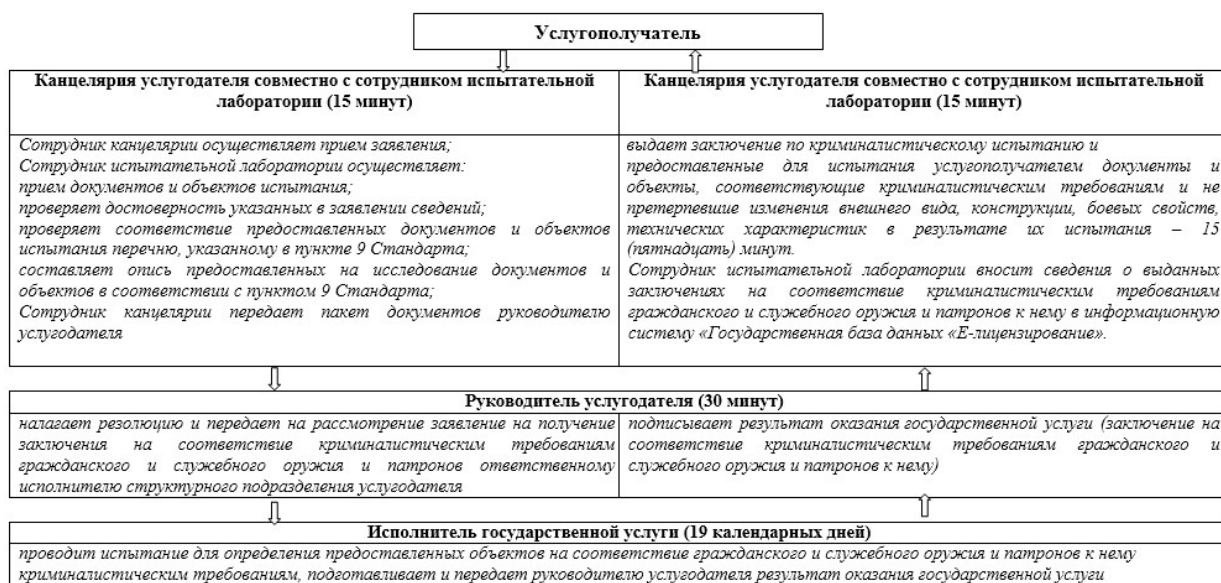 Услугополучатель
Канцелярия услугодателя совместно с сотрудником испытательной
лаборатории (15 минут)
Сотрудник канцелярии осуществляет прием заявления;
Сотрудник испытательной лаборатории осуществляет:
прием документов и объектов испытания;
проверяет достоверность указанных в заявлении сведений;
проверяет соответствие предоставленных документов и объектов
испытания перечню, указанному в пункте 9 Стандарта;
составляет опись предоставленных на исследование документов и
объектов в соответствии с пунктом 9 Стандарта;
Сотрудник канцелярии передает пакет документов руководителю
услугодателя
Канцелярия услугодателя совместно с сотрудником испытательной
лаборатории (15 минут)
выдает заключение по криминалистическому испытанию и
предоставленные для испытания услугополучателем документы и
объекты, соответствующие криминалистическим требованиям и не
претерпевшие изменения внешнего вида, конструкции, боевых свойств,
технических характеристик в результате их испытания – 15
(пятнадцать) минут.
Сотрудник испытательной лаборатории вносит сведения о выданных
заключениях на соответствие криминалистическим требованиям
гражданского и служебного оружия и патронов к нему в информационную
систему «Государственная база данных «Е-лицензирование».
Руководитель услугодателя (30 минут)
налагает резолюцию и передает на рассмотрение заявление на получение
заключения на соответствие криминалистическим требованиям
гражданского и служебного оружия и патронов ответственному
исполнителю структурного подразделения услугодателя
подписывает результат оказания государственной услуги (заключение на
соответствие криминалистическим требованиям гражданского и
служебного оружия и патронов к нему)
Исполнитель государственной услуги (19 календарных дней)
проводит испытание для определения предоставленных объектов на соответствие гражданского и служебного оружия и патронов к нему
криминалистическим требованиям, подготавливает и передает руководителю услугодателя результат оказания государственной услуги